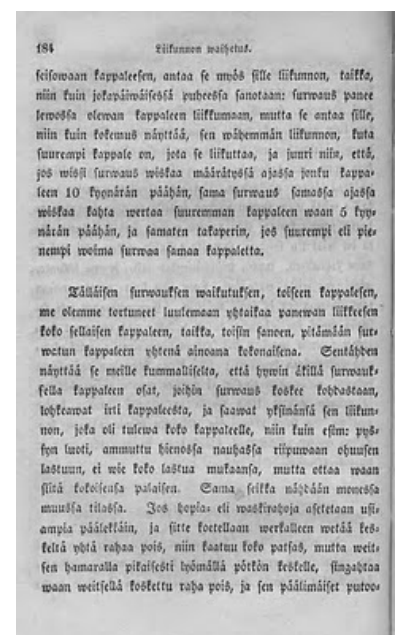 184 Liikunnon waihetus.
seisowaan kappaleesen, antaa se myös sille liikunnon, taikka,
niin kuin jokapäiwäisessä puheessa sanotaan: surwaus panee
lewossa olewan kappaleen liikkumaan, mutta se antaa sille,
niin kuin kokemus näyttää, sen wähemmän liikunnon, kuta
suurempi kappale on, jota se liikuttaa, ja juuri niin, että,
jos wissi surwaus wiskaa määrätyssä ajassa jonku kappa-
leen 10 kyynärän päähän, sama surwaus samassa ajassa
wiskaa kahta wertaa suuremman kappaleen waan 5 kyy-
närän päähän, ja samaten takaperin, jos suurempi eli pie-
nempi woima surwaa samaa kappaletta.
Tälläisen surwauksen waikutuksen, toiseen kappalesen,
me olemme tottuneet luulemaan yhtaikaa panewan liikkeesen
koko sellaisen kappaleen, taikka, toisin sanoen, pitämään sur-
watun kappaleen yhtenä ainoana kokonaisena. Sentähden
näyttää se meille kummalliselta, että hywin äkillä surwauk-
sella kappaleen osat, joihin surwaus koskee kohdastaan,
lohkeawat irti kappaleesta, ja saawat yksinänsä sen liikun-
non, joka oli tulewa koko kappaleelle, niin kuin esim: pys-
syn luoti, ammuttu hienossa nauhassa riipuwaan ohuusen
lastuun, ei wie koko lastua mukaansa, mutta ottaa waan
siitä kokoisensa palaisen. Sama seikka nähdään monessa
muussa tilassa. Jos hopia- eli waskirahoja asetetaan usi-
ampia päälekkäin, ja sitte koetellaan werkalleen wetää kes-
keltä yhtä rahaa pois, niin kaatuu koko patsas, mutta weit-
sen hamaralla pikaisesti lyömällä pötkön keskelle, singahtaa
waan weitsellä koskettu raha pois, ja sen päälimäiset putoo-